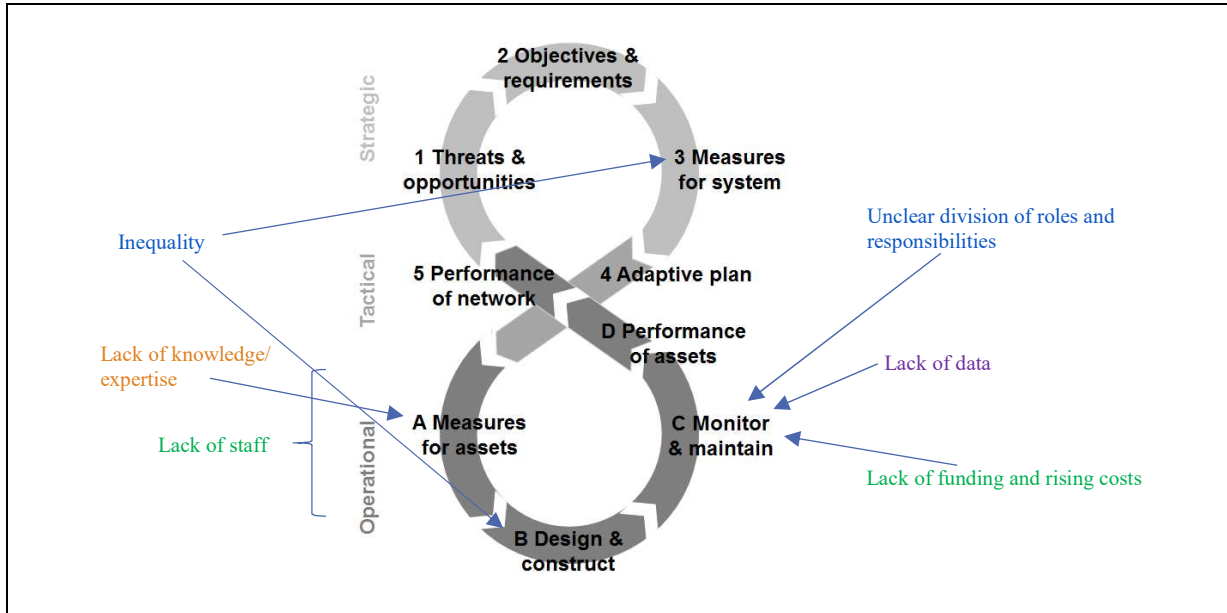 2 Objectives &
requirements
Strategic
1 Threats &
opportunities
3 Measures
for system
Inequality
Unclear division of roles and
responsibilities
Tactical
5 Performance
of network
4 Adaptive plan
D Performance
of assets
Lack of knowledge/
expertise
Lack of data
Operational
A Measures
for assets
C Monitor
& maintain
Lack of staff
Lack of funding and rising costs
B Design &
construct